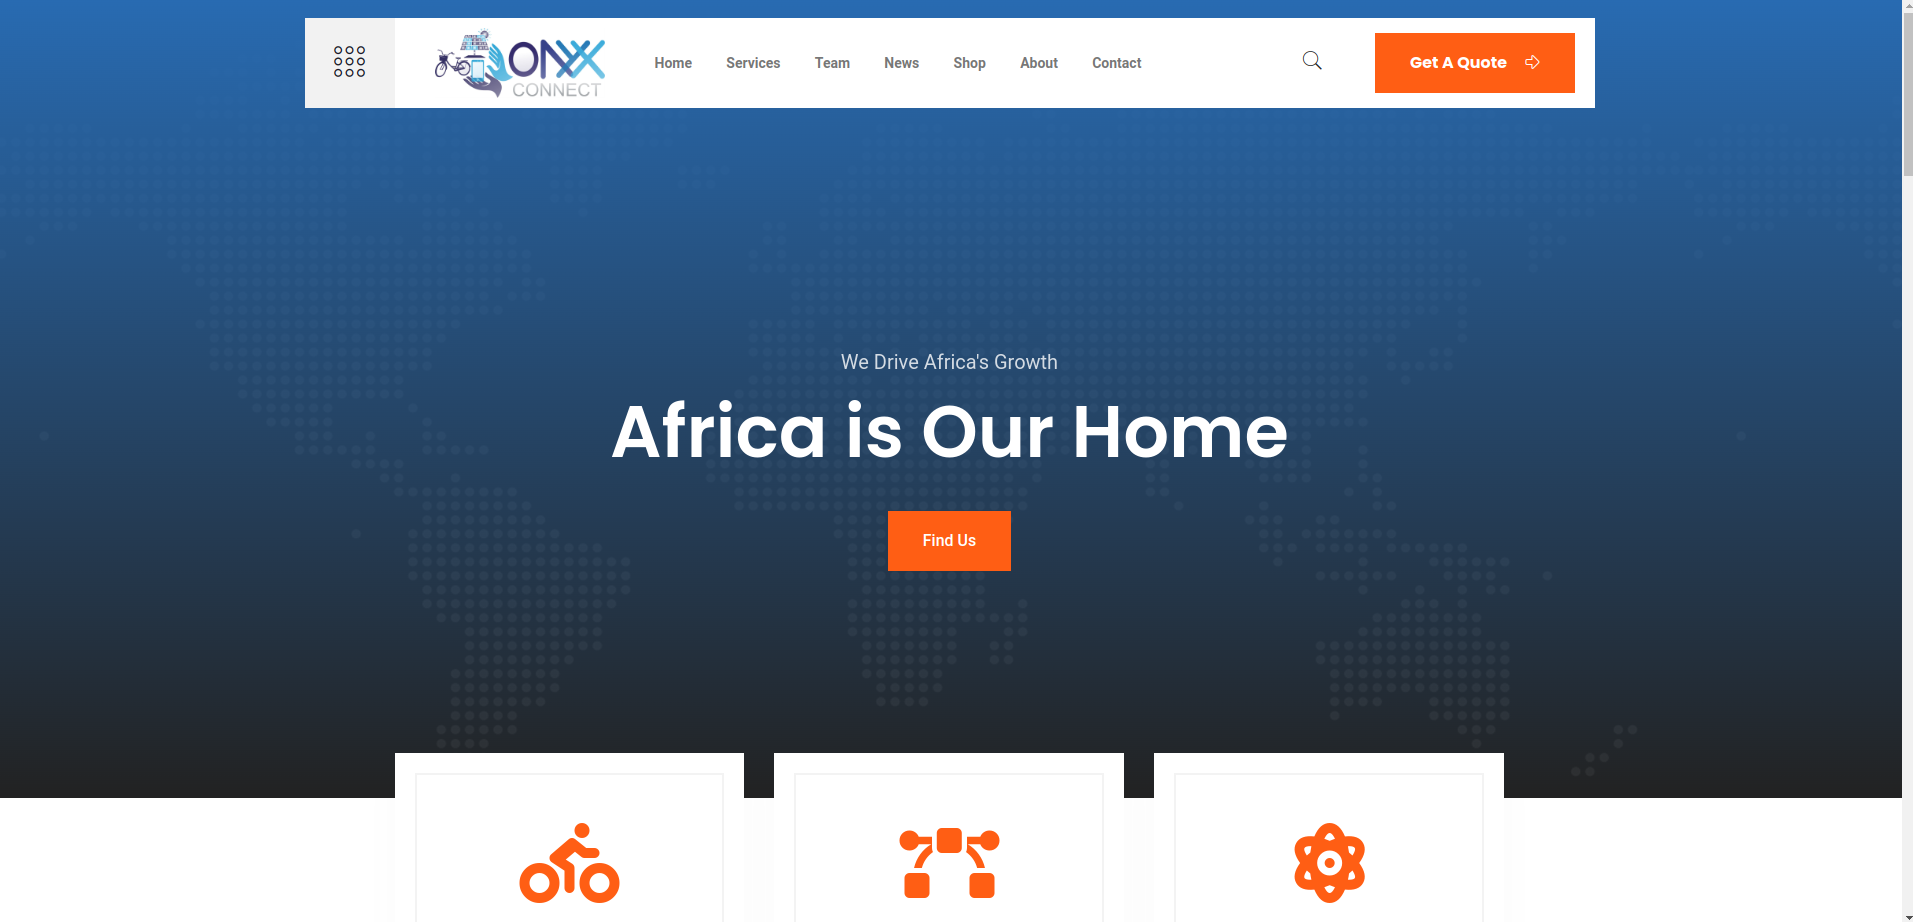 ONXX
CONNECT
Home
Services
Team
News
Shop
About
Contact
Get A Quote
We Drive Africa's Growth
Africa is Our Home
Find Us